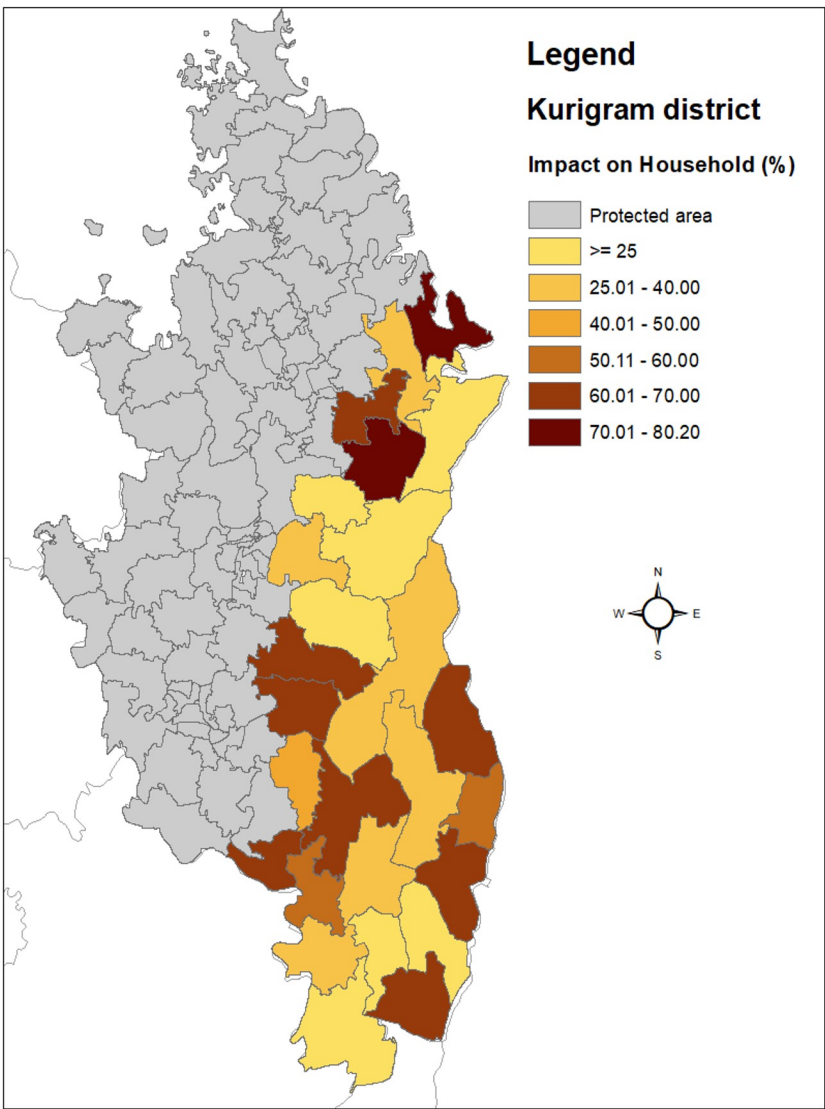 Legend
Kurigram district
Impact on Household (%)
Protected area
>= 25
25.01 - 40.00
40.01 - 50.00
50.11 - 60.00
60.01 - 70.00
70.01 - 80.20
N
W E
S